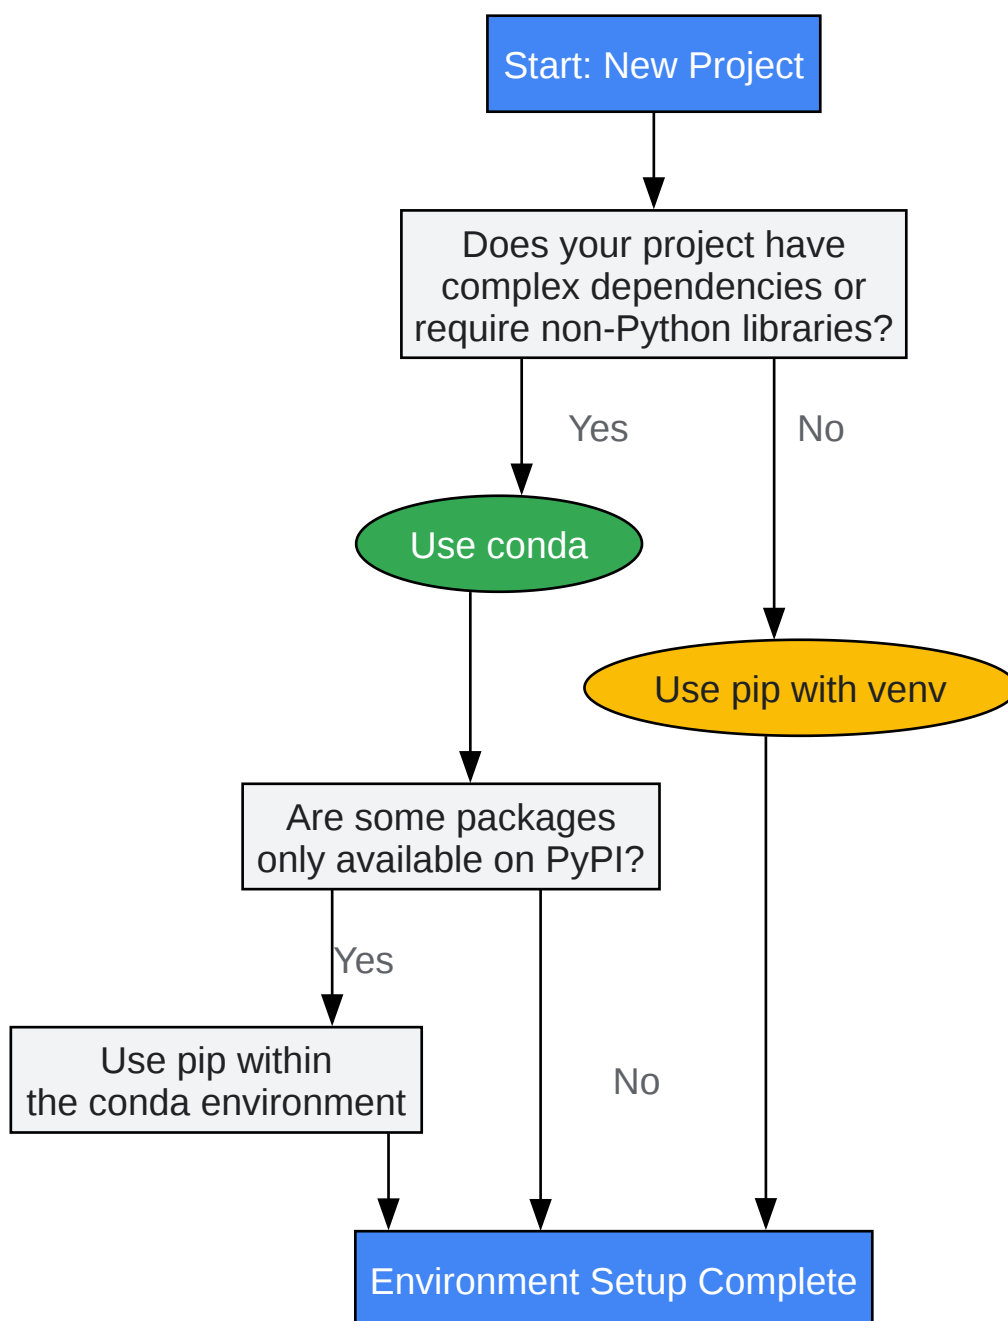 Start: New Project
Does your project have
complex dependencies or
require non-Python libraries?
Yes
No
Use conda
Use pip with venv
Are some packages
only available on PyPI?
Yes
Use pip within
the conda environment
No
Environment Setup Complete